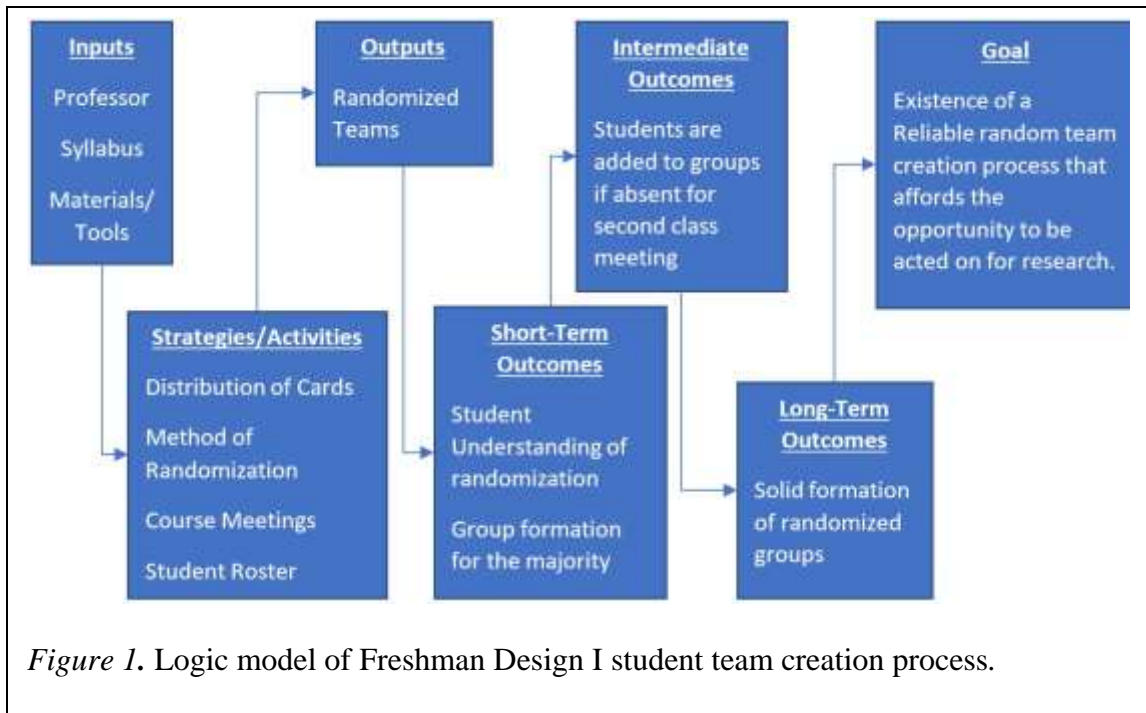 Inputs
Professor
Syllabus
Materials/
Tools
Strategies/Activities
Distribution of Cards
Method of
Randomization
Course Meetings
Student Roster
Outputs
Randomized
Teams
Short-Term
Outcomes
Student
Understanding of
randomization
Group formation
for the majority
Intermediate
Outcomes
Students are
added to groups
if absent for
second class
meeting
Long-Term
Outcomes
Solid formation
of randomized
groups
Goal
Existence of a
Reliable random team
creation process that
affords the
opportunity to be
acted on for research.
Figure 1. Logic model of Freshman Design I student team creation process.